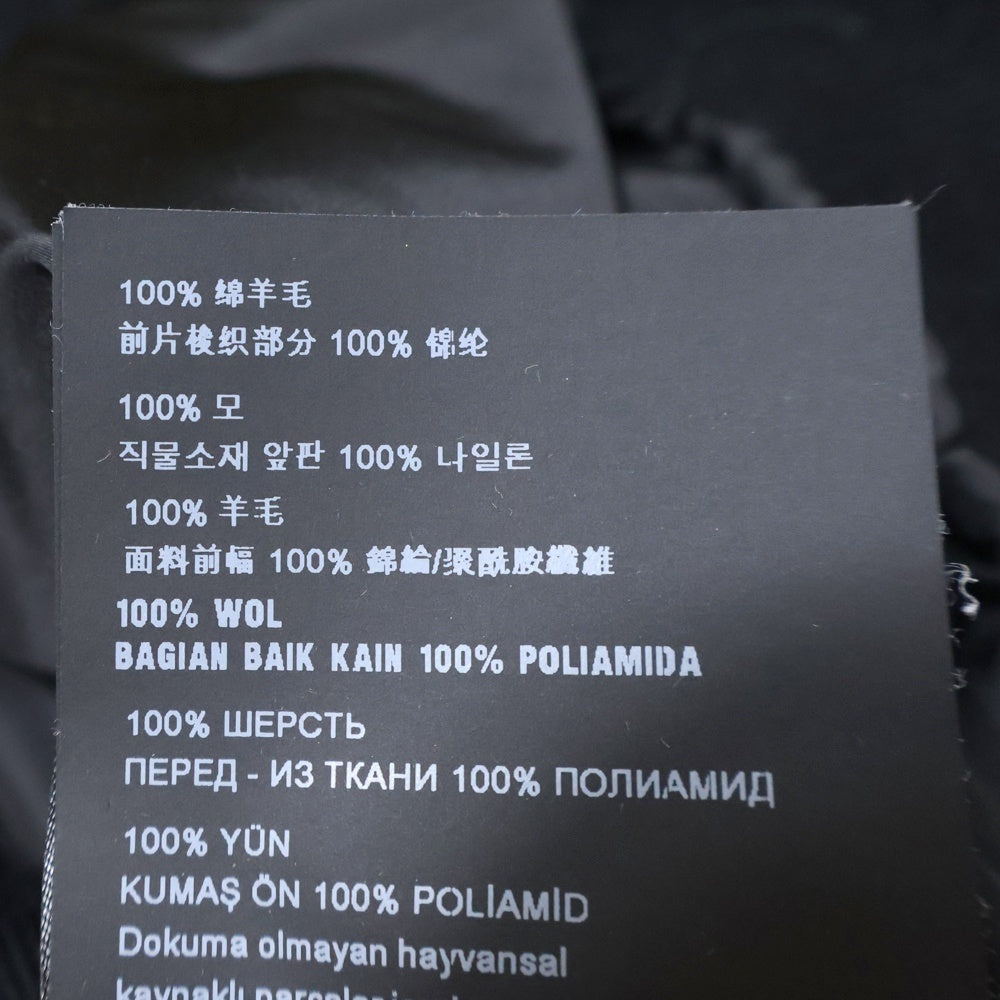 100% 绵羊毛
前片梭织部分 100% 锦纶
100% 모
직물소재 앞판 100% 나일론
100% 羊毛
面料前幅 100% 錦綸/聚酰胺纖維
100% WOL
BAGIAN BAIK KAIN 100% POLIAMIDA
100% ШЕРСТЬ
ПЕРЕД - ИЗ ТКАНИ 100% ПОЛИАМИД
100% YÜN
KUMAŞ ÖN 100% POLİAMİD
Dokuma olmayan hayvansal
kaynaklı